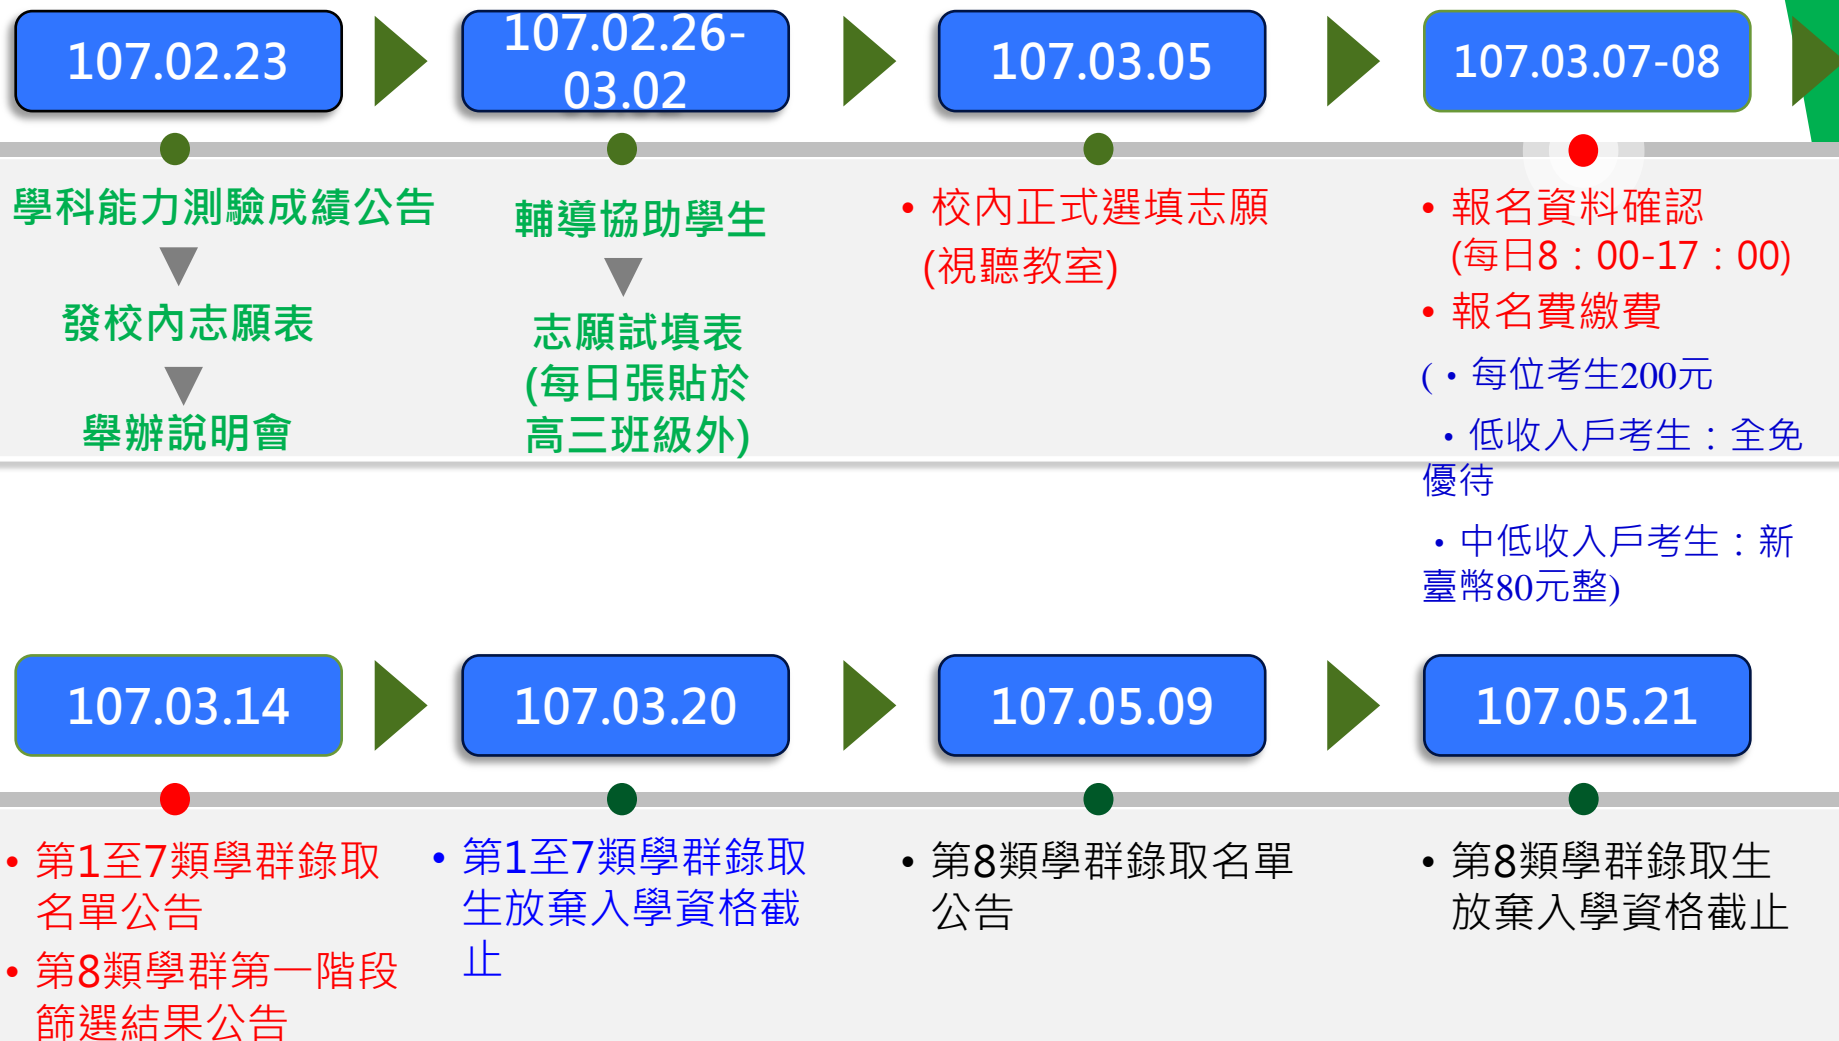 107.02.23
107.02.26-
03.02
107.03.05
107.03.07-08
學科能力測驗成績公告
發校內志願表
舉辦說明會
輔導協助學生
志願試填表
(每日張貼於
高三班級外)
• 校內正式選填志願
(視聽教室)
• 報名資料確認
(每日8：00-17：00)
• 報名費繳費
(・每位考生200元
・低收入戶考生：全免
優待
・中低收入戶考生：新
臺幣80元整)
107.03.14
107.03.20
107.05.09
107.05.21
• 第1至7類學群錄取
名單公告
• 第8類學群第一階段
篩選結果公告
• 第1至7類學群錄取
生放棄入學資格截
止
• 第8類學群錄取名單
公告
• 第8類學群錄取生
放棄入學資格截止